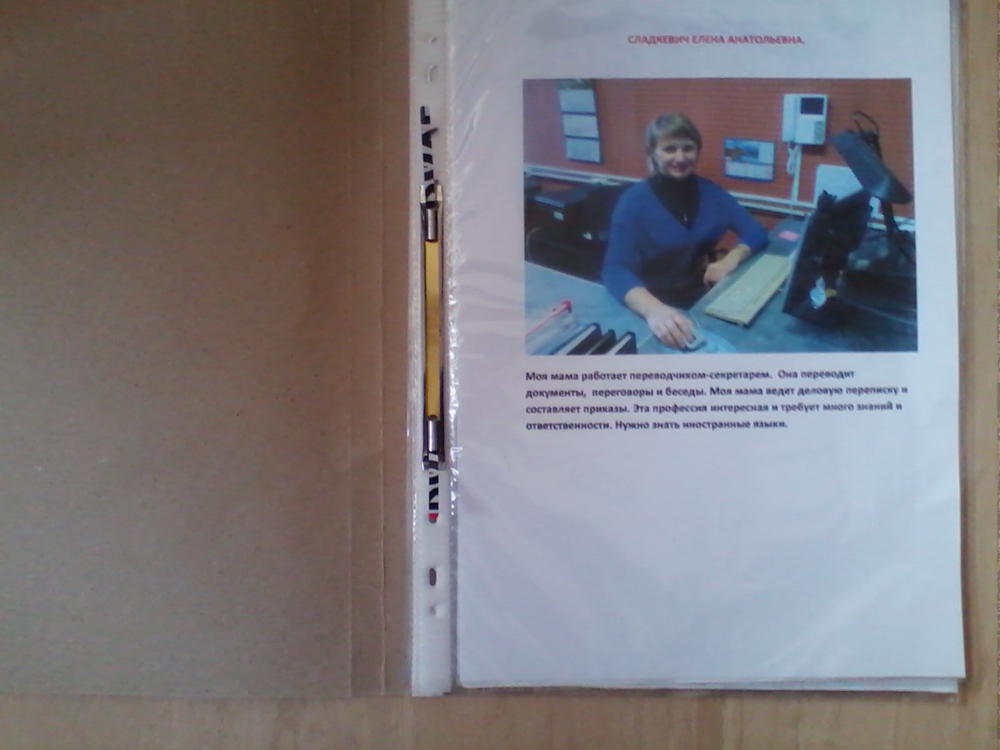 СЛАДКЕВИЧ ЕЛЕНА АНАТОЛЬЕВНА.
Моя мама работает переводчиком-секретарем. Она переводит
документы, переговоры и беседы. Моя мама ведет деловую переписку и
составляет приказы. Эта профессия интересная и требует много знаний и
ответственности. Нужно знать иностранные языки.